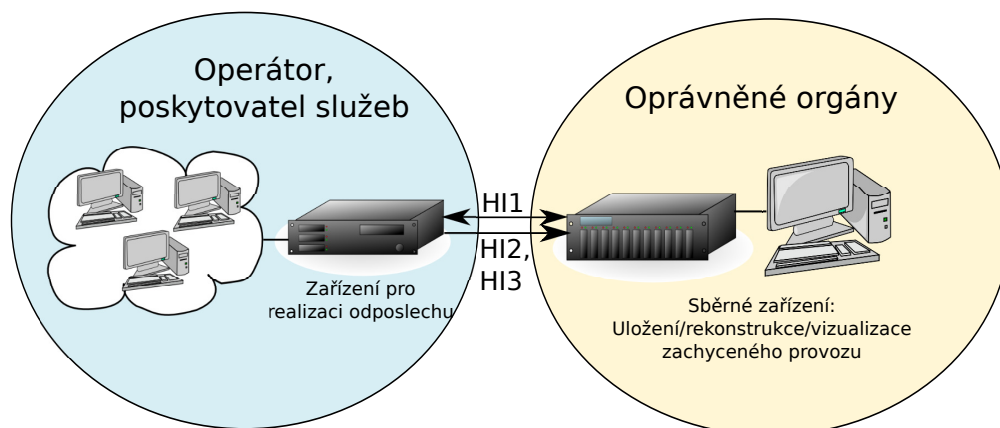 Operátor,
poskytovatel služeb
Oprávněné orgány
HI1
HI2,
HI3
Zařízení pro
realizaci odposlechu
Sběrné zařízení:
Uložení/rekonstrukce/vizualizace
zachyceného provozu